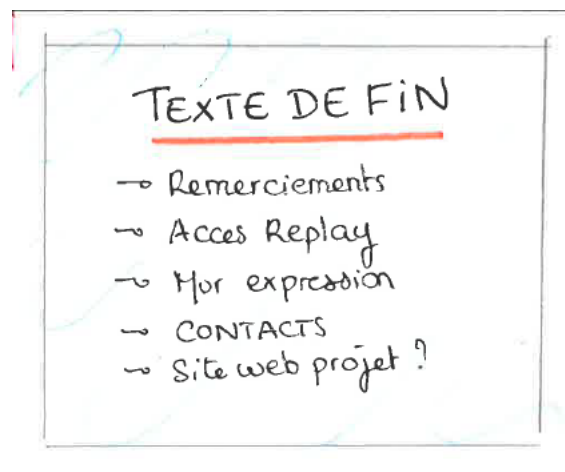 TEXTE DE FiN
→ Remerciements
→ Acces Replay
→ Mur expression
→ CONTACTS
→ Site web projet ?